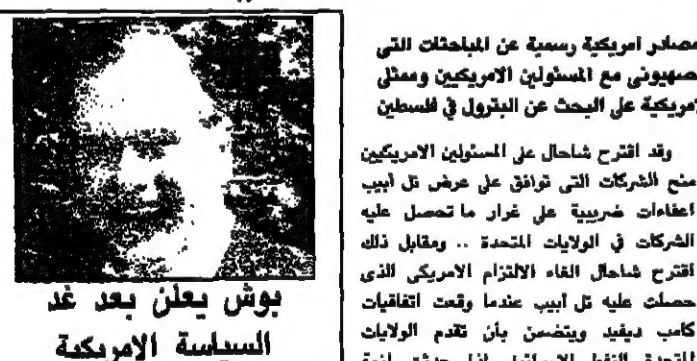 مصادر امريكية رسمية عن المباحثات التى
صهيونى مع المسئولين الامريكيين وممثلى
امريكية على البحث عن البترول فى فلسطين
وقد اقترح شاحال على المسئولين الامريكيين
منح الشركات التى توافق على عرض تل أبيب
اعفاءات ضريبية على غرار ما تحصل عليه
الشركات فى الولايات المتحدة .. ومقابل ذلك
اقترح شاحال الغاء الالتزام الامريكى الذى
حصلت عليه تل أبيب عندما وقعت اتفاقيات
كامب ديفيد ويتضمن بأن تقدم الولايات
بوش يعلن بعد غد
السياسة الامريكية